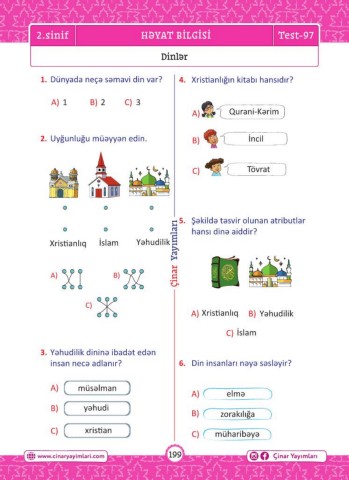 2.sinif
HƏYAT BİLGİSİ
Test-97
Dinlər
1. Dünyada neçə səmavi din var?
A) 1 B) 2 C) 3
2. Uyğunluğu müəyyən edin.
Xristianlıq İslam Yəhudilik
A)
B)
C)
3. Yəhudilik dininə ibadət edən
insan necə adlanır?
A) müsəlman
B) yəhudi
C) xristian
4. Xristianlığın kitabı hansıdır?
A) Qurani-Kərim
B) İncil
C) Tövrat
5. Şəkildə təsvir olunan atributlar
hansı dinə aiddir?
A) Xristianlıq B) Yəhudilik
C) İslam
6. Din insanları nəyə səsləyir?
A) elmə
B) zorakılığa
C) müharibəyə
Çinar Yayımları
www.cinaryayimlari.com
199
Çinar Yayımları